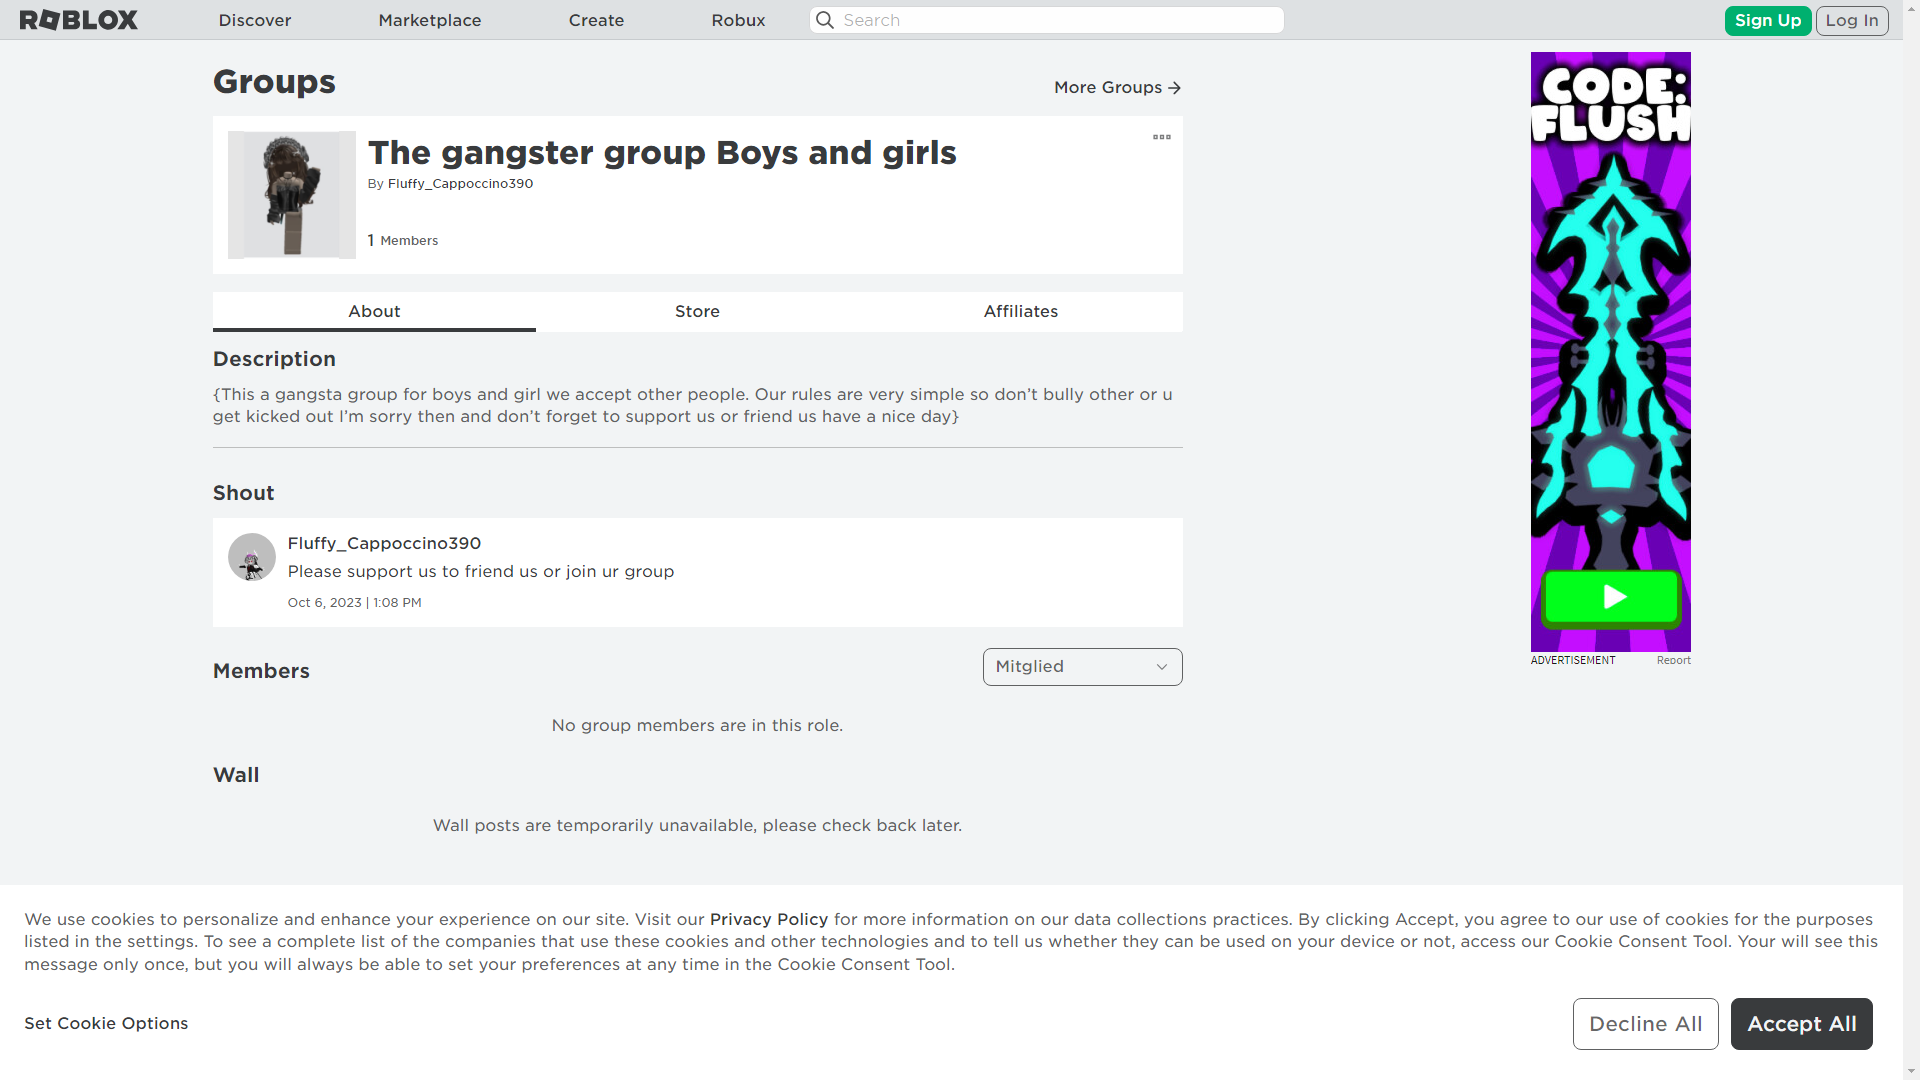 ROBLOX
Discover
Marketplace
Create
Robux
Search
Sign Up
Log In
Groups
More Groups
The gangster group Boys and girls
By Fluffy_Cappoccino390
1 Members
About
Store
Affiliates
Description
{This a gangsta group for boys and girl we accept other people. Our rules are very simple so don’t bully other or u
get kicked out I’m sorry then and don’t forget to support us or friend us have a nice day}
Shout
Fluffy_Cappoccino390
Please support us to friend us or join ur group
Oct 6, 2023 | 1:08 PM
Members
Mitglied
No group members are in this role.
Wall
Wall posts are temporarily unavailable, please check back later.
CODE:
FLUSH
ADVERTISEMENT
Report
We use cookies to personalize and enhance your experience on our site. Visit our Privacy Policy for more information on our data collections practices. By clicking Accept, you agree to our use of cookies for the purposes
listed in the settings. To see a complete list of the companies that use these cookies and other technologies and to tell us whether they can be used on your device or not, access our Cookie Consent Tool. Your will see this
message only once, but you will always be able to set your preferences at any time in the Cookie Consent Tool.
Set Cookie Options
Decline All
Accept All